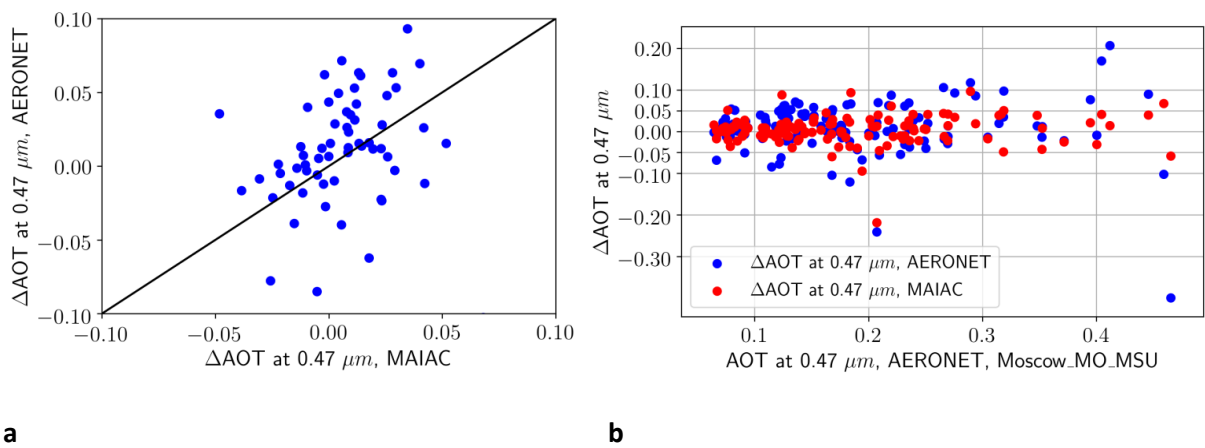 0.10
0.05
0.00
−0.05
−0.10
ΔAOT at 0.47 μm, AERONET
−0.10
−0.05
0.00
0.05
0.10
ΔAOT at 0.47 μm, MAIAC
a
0.20
0.10
0.05
0.00
−0.05
−0.10
−0.20
−0.30
ΔAOT at 0.47 μm
ΔAOT at 0.47 μm, AERONET
ΔAOT at 0.47 μm, MAIAC
0.1
0.2
0.3
0.4
AOT at 0.47 μm, AERONET, Moscow_MO_MSU
b